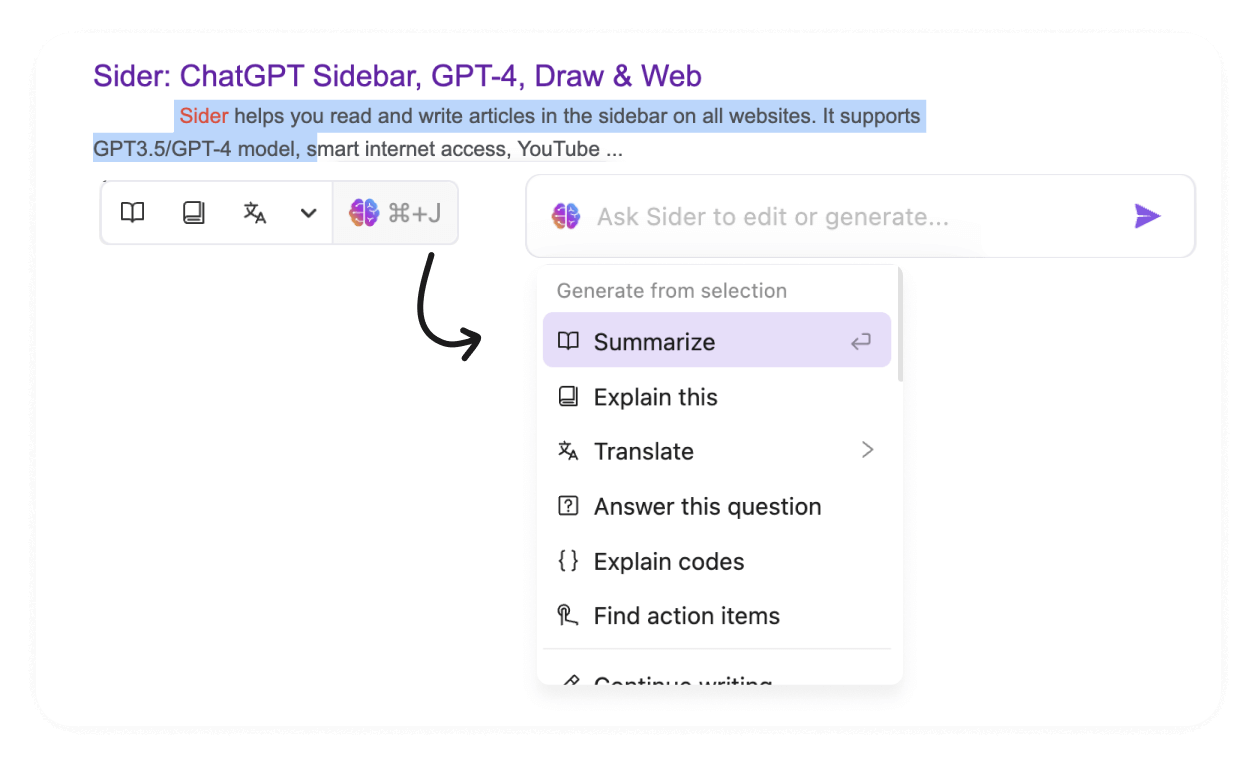 Sider: ChatGPT Sidebar, GPT-4, Draw & Web
Sider helps you read and write articles in the sidebar on all websites. It supports
GPT3.5/GPT-4 model, smart internet access, YouTube ...
⌘+J
Ask Sider to edit or generate...
Generate from selection
Summarize
Explain this
Translate
Answer this question
Explain codes
Find action items
Continue writing